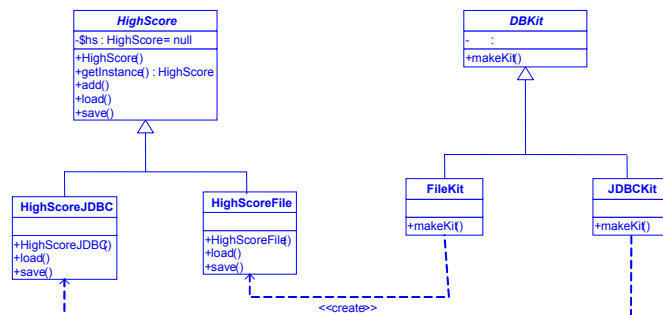 HighScore
-$hs : HighScore= null
+HighScore()
+getInstance() : HighScore
+add()
+load()
+save()
DBKit
- :
+makeKit()
HighScoreJDBC
+HighScoreJDBC()
+load()
+save()
HighScoreFile
+HighScoreFile()
+load()
+save()
FileKit
+makeKit()
JDBCKit
+makeKit()
<<create>>